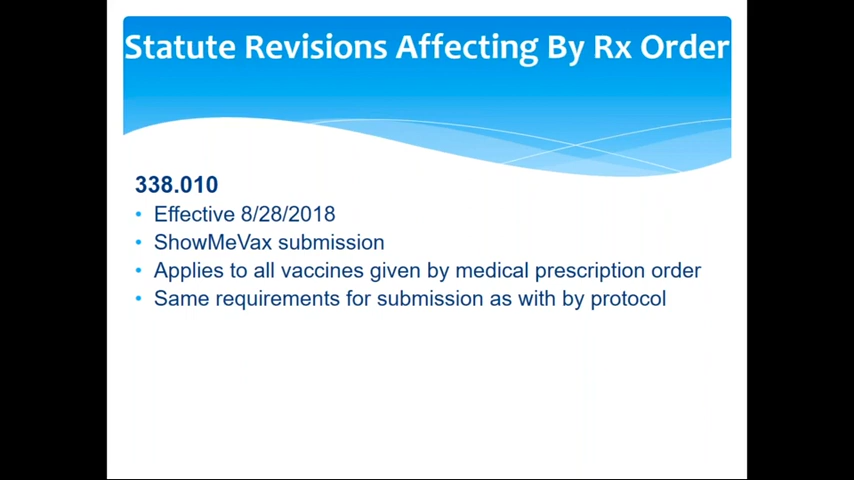 Statute Revisions Affecting By Rx Order
338.010
• Effective 8/28/2018
• ShowMeVax submission
• Applies to all vaccines given by medical prescription order
• Same requirements for submission as with by protocol